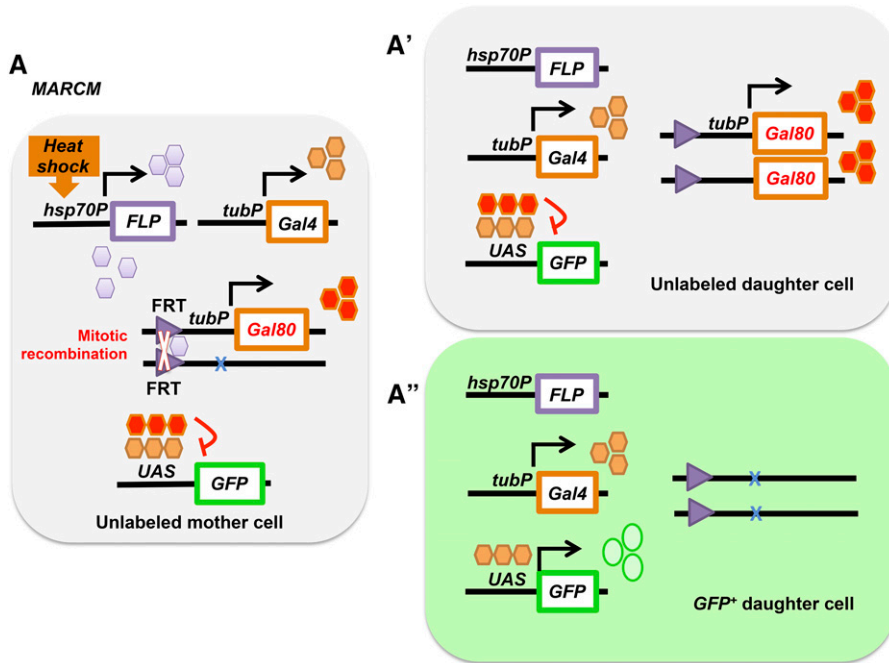 A
MARCM
Heat
shock
hsp70P
FLP
tubP
Gal4
FRT
tubP
Gal80
Mitotic
recombination
X
FRT
UAS
GFP
Unlabeled mother cell
A'
hsp70P
FLP
tubP
Gal4
tubP
Gal80
Gal80
UAS
GFP
Unlabeled daughter cell
A"
hsp70P
FLP
tubP
Gal4
X
X
UAS
GFP
GFP+ daughter cell